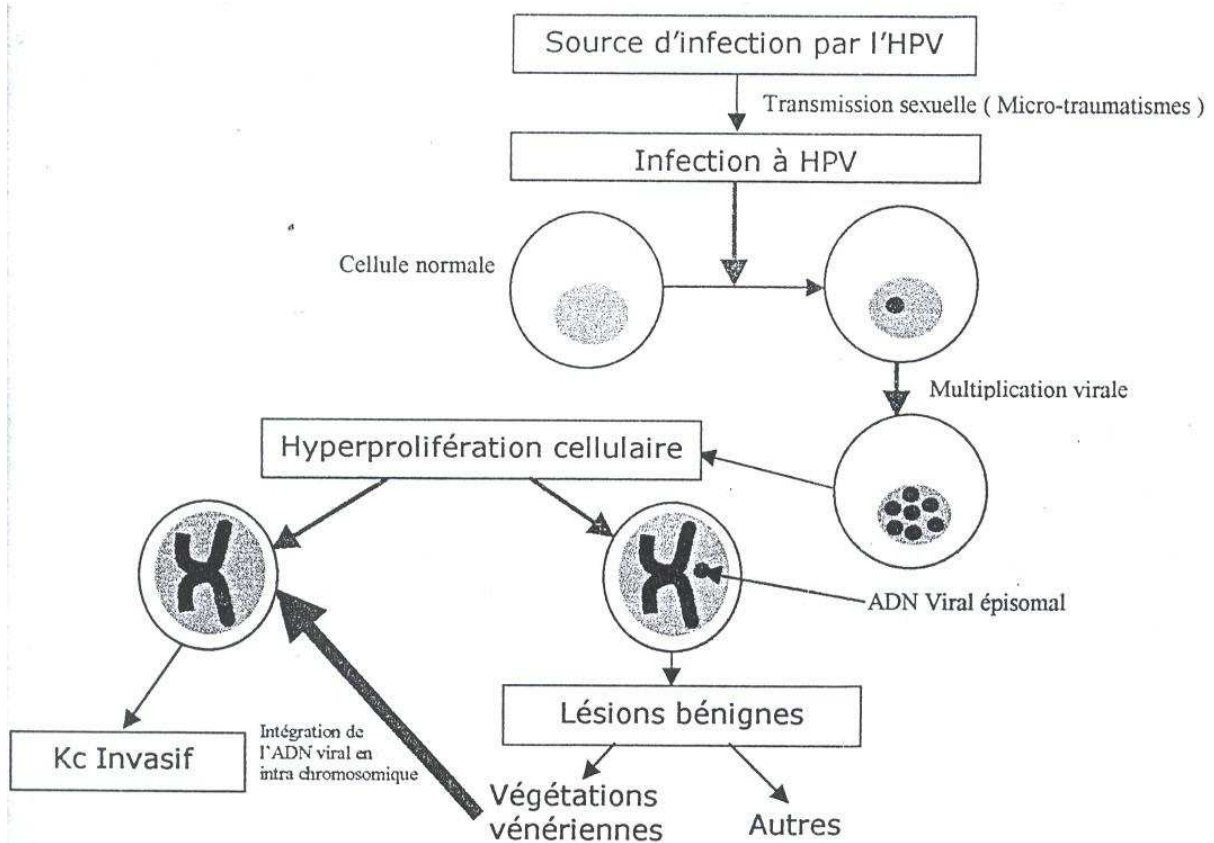 Source d'infection par l'HPV
Transmission sexuelle ( Micro-traumatismes )
Infection à HPV
Cellule normale
Multiplication virale
Hyperprolifération cellulaire
ADN Viral épisomal
Lésions bénignes
Kc Invasif
Intégration de
l'ADN viral en
intra chromosomique
Végétations
vénériennes
Autres